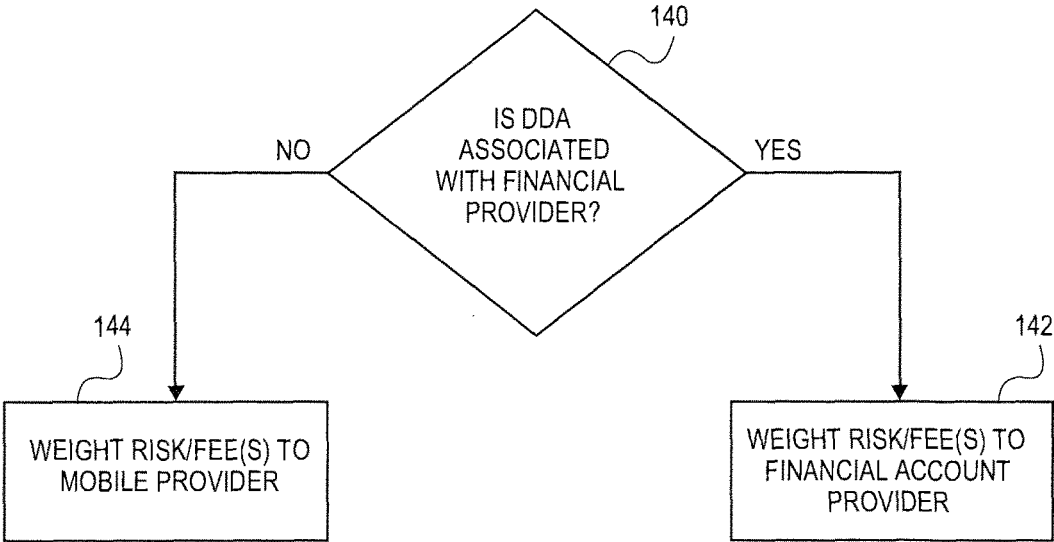 140
IS DDA
ASSOCIATED
WITH FINANCIAL
PROVIDER?
NO
YES
144
142
WEIGHT RISK/FEE(S) TO
MOBILE PROVIDER
WEIGHT RISK/FEE(S) TO
FINANCIAL ACCOUNT
PROVIDER